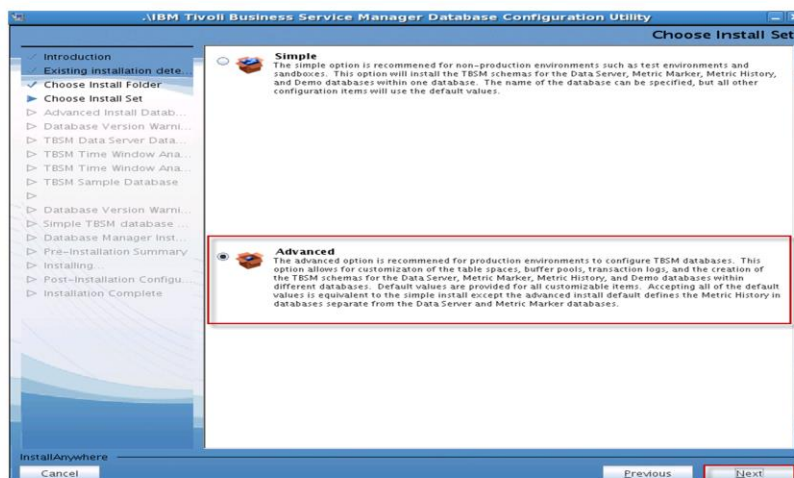 .\IBM Tivoli Business Service Manager Database Configuration Utility
Choose Install Set
Introduction
Existing installation dete...
Choose Install Folder
Choose Install Set
Advanced Install Datab...
Database Version Warni...
TBSM Data Server Data...
TBSM Time Window Ana...
TBSM Time Window Ana...
TBSM Sample Database
Database Version Warni...
Simple TBSM database ...
Database Manager Inst...
Pre-Installation Summary
Installing...
Post-Installation Configu...
Installation Complete
Simple
The simple option is recommened for non-production environments such as test environments and
sandboxes. This option will install the TBSM schemas for the Data Server, Metric Marker, Metric History,
and Demo databases within one database. The name of the database can be specified, but all other
configuration items will use the default values.
Advanced
The advanced option is recommened for production environments to configure TBSM databases. This
option allows for customizaton of the table spaces, buffer pools, transaction logs, and the creation of
the TBSM schemas for the Data Server, Metric Marker, Metric History, and Demo databases within
different databases. Default values are provided for all customizable items. Accepting all of the default
values is equivalent to the simple install except the advanced install default defines the Metric History in
databases separate from the Data Server and Metric Marker databases.
InstallAnywhere
Cancel
Previous
Next